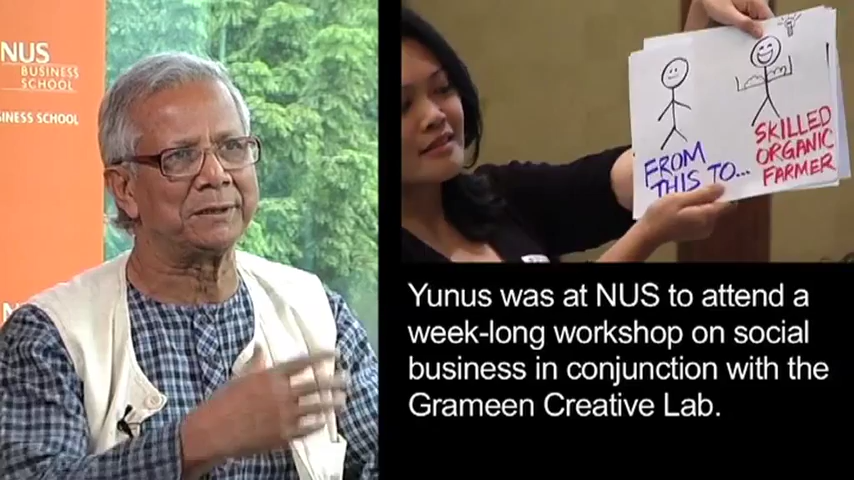 NUS
BUSINESS
SCHOOL
SINESS SCHOOL
N
FROM
THIS TO...
SKILLED
ORGANIC
FARMER
Yunus was at NUS to attend a
week-long workshop on social
business in conjunction with the
Grameen Creative Lab.